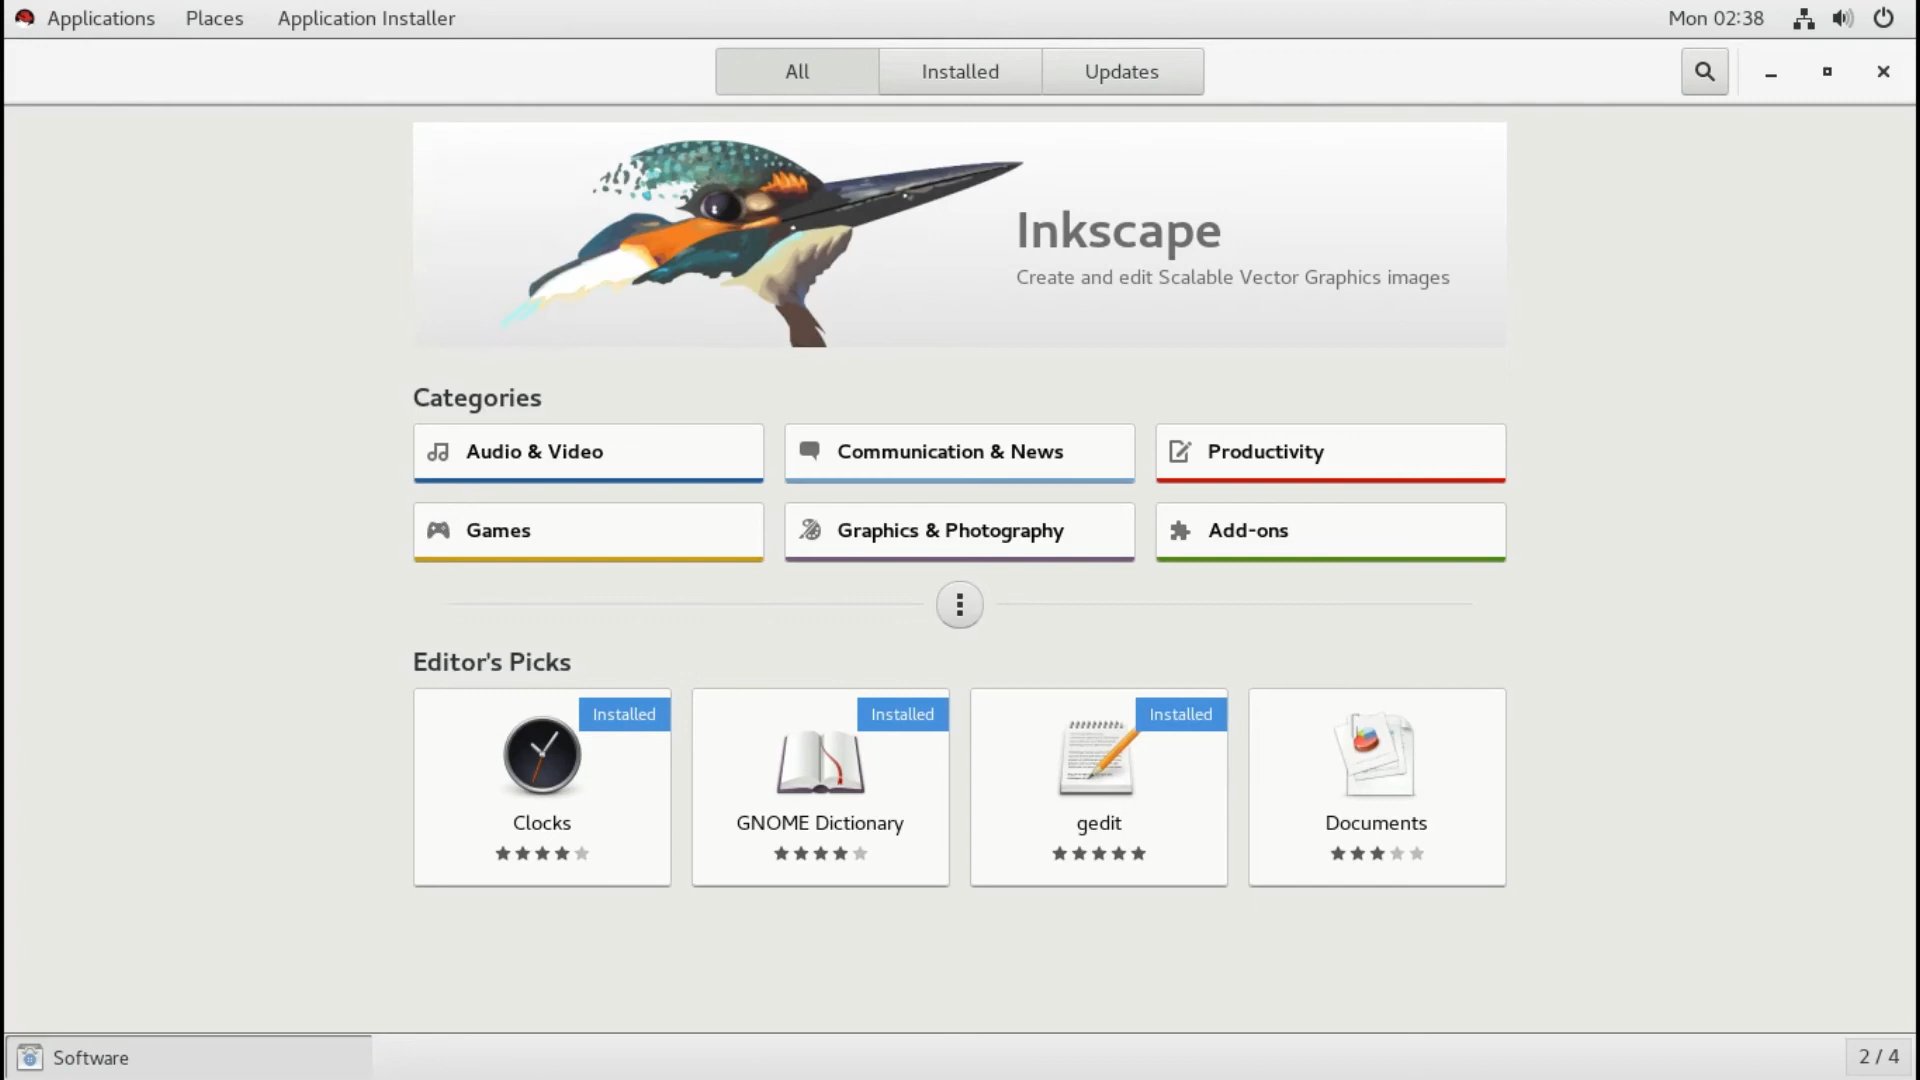 Applications Places Application Installer Mon 02:38
All Installed Updates
Inkscape
Create and edit Scalable Vector Graphics images
Categories
Audio & Video Communication & News Productivity
Games Graphics & Photography Add-ons
Editor's Picks
Installed Installed Installed
Clocks GNOME Dictionary gedit Documents
Software 2 / 4